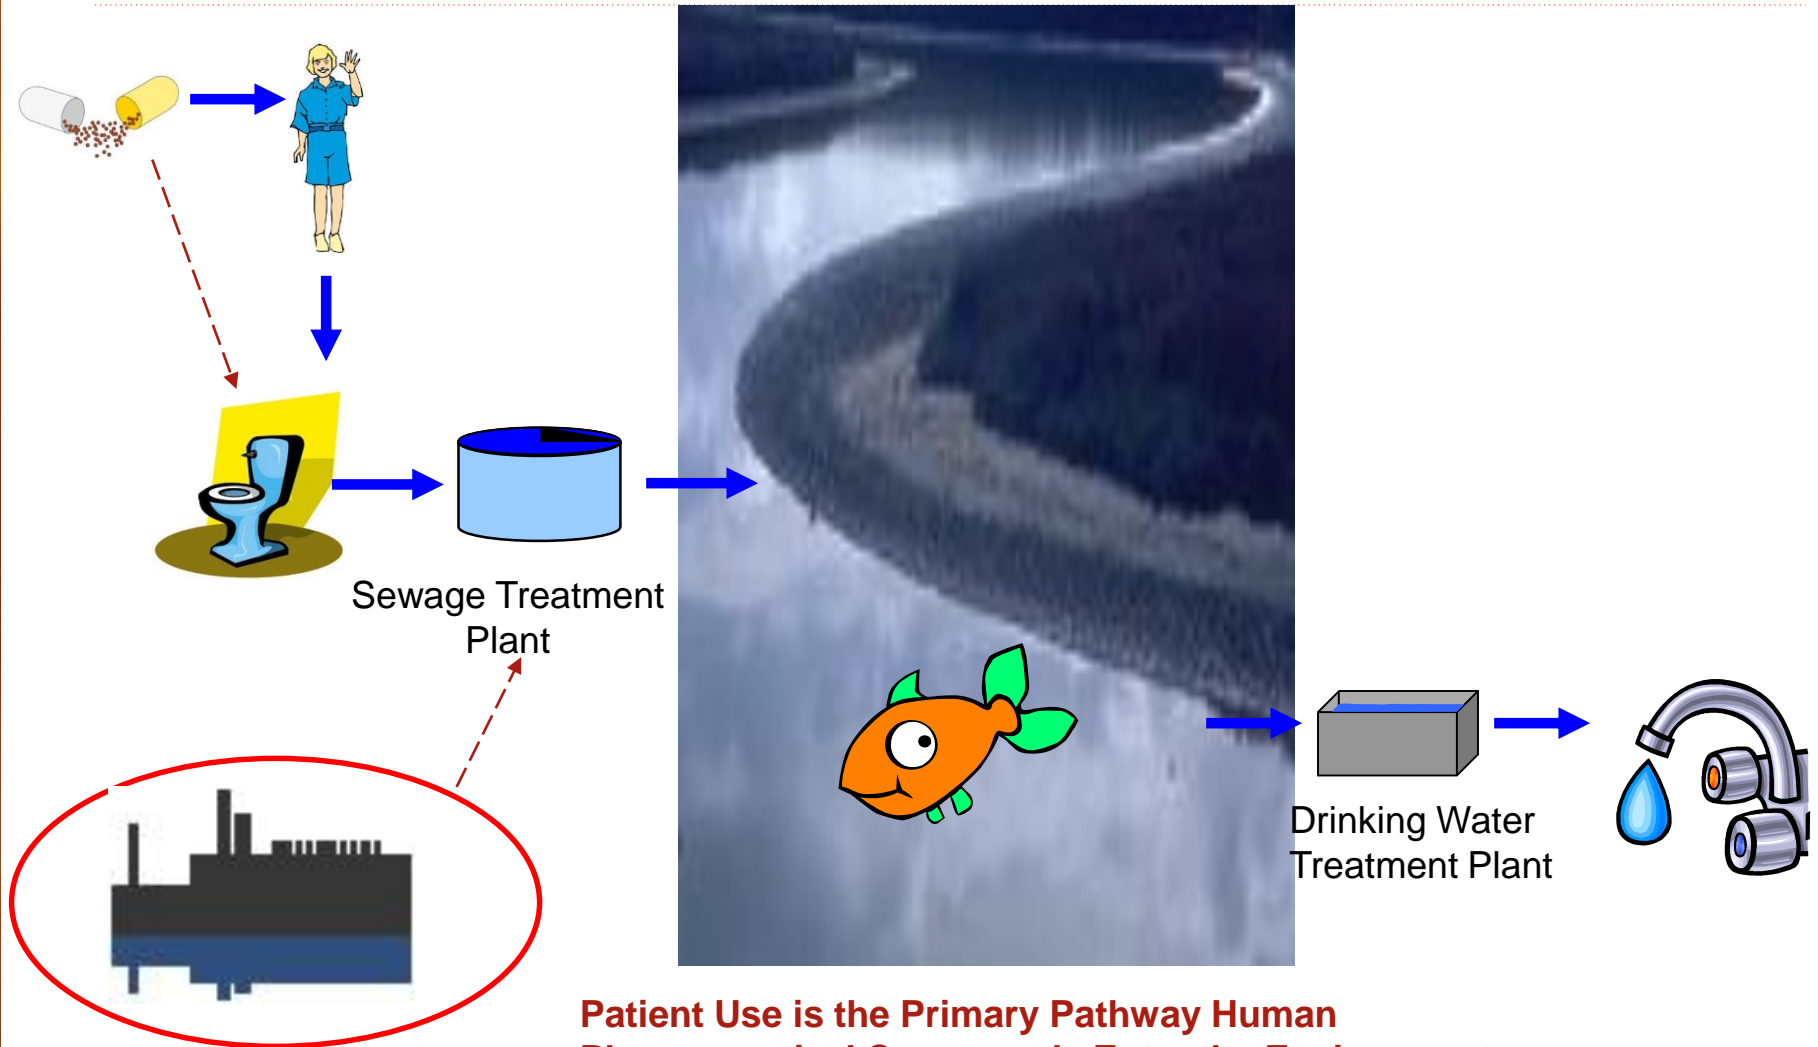 Sewage Treatment
Plant
Drinking Water
Treatment Plant
Patient Use is the Primary Pathway Human